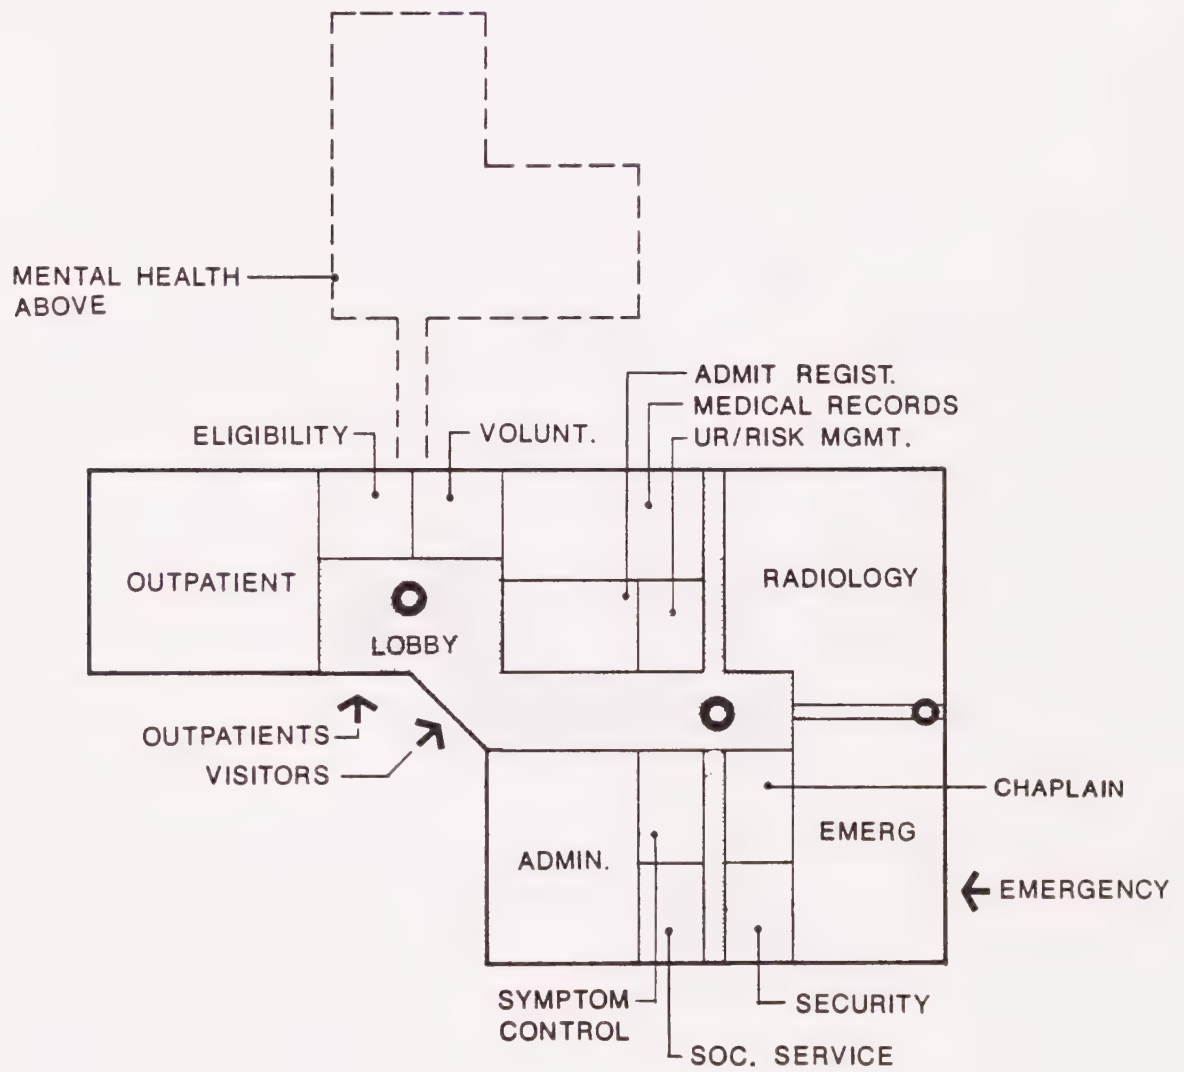 MENTAL HEALTH
ABOVE
ADMIT REGIST.
MEDICAL RECORDS
ELIGIBILITY
VOLUNT.
UR/RISK MGMT.
OUTPATIENT
RADIOLOGY
LOBBY
OUTPATIENTS
VISITORS
CHAPLAIN
EMERG
ADMIN.
EMERGENCY
SYMPTOM
CONTROL
SECURITY
SOC. SERVICE